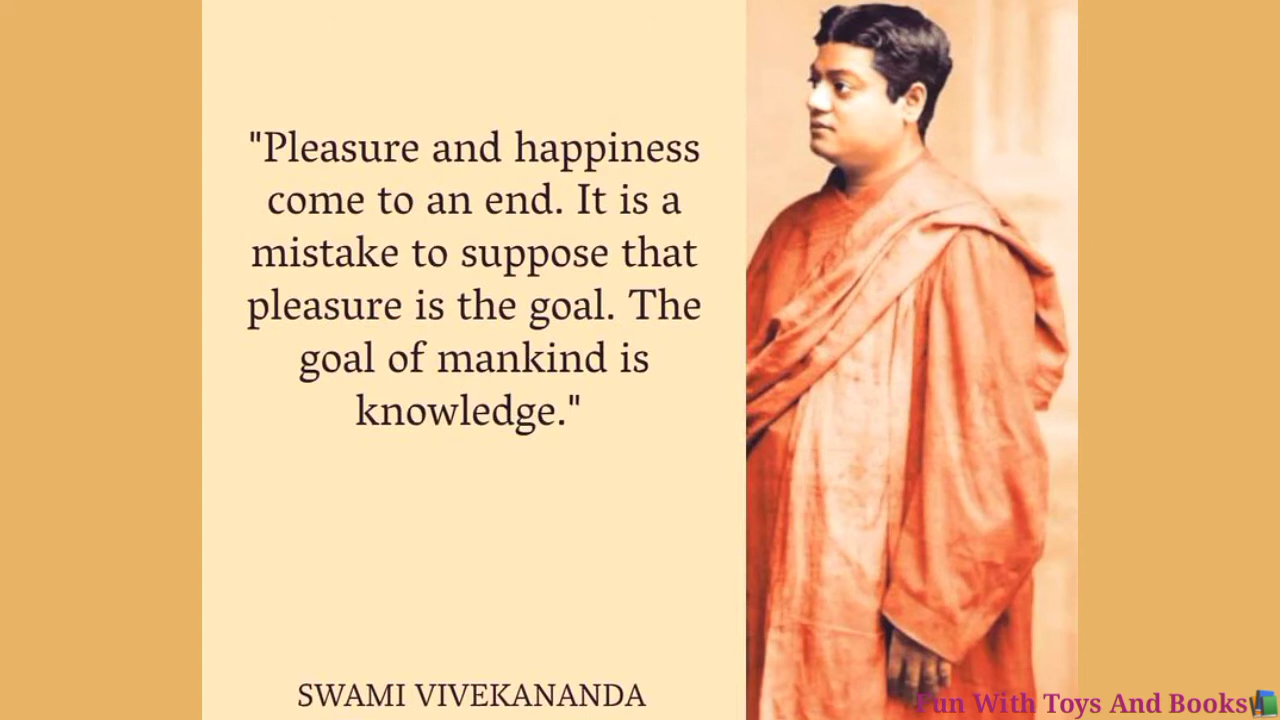 "Pleasure and happiness
come to an end. It is a
mistake to suppose that
pleasure is the goal. The
goal of mankind is
knowledge."
SWAMI VIVEKANANDA
Fun With Toys And Books